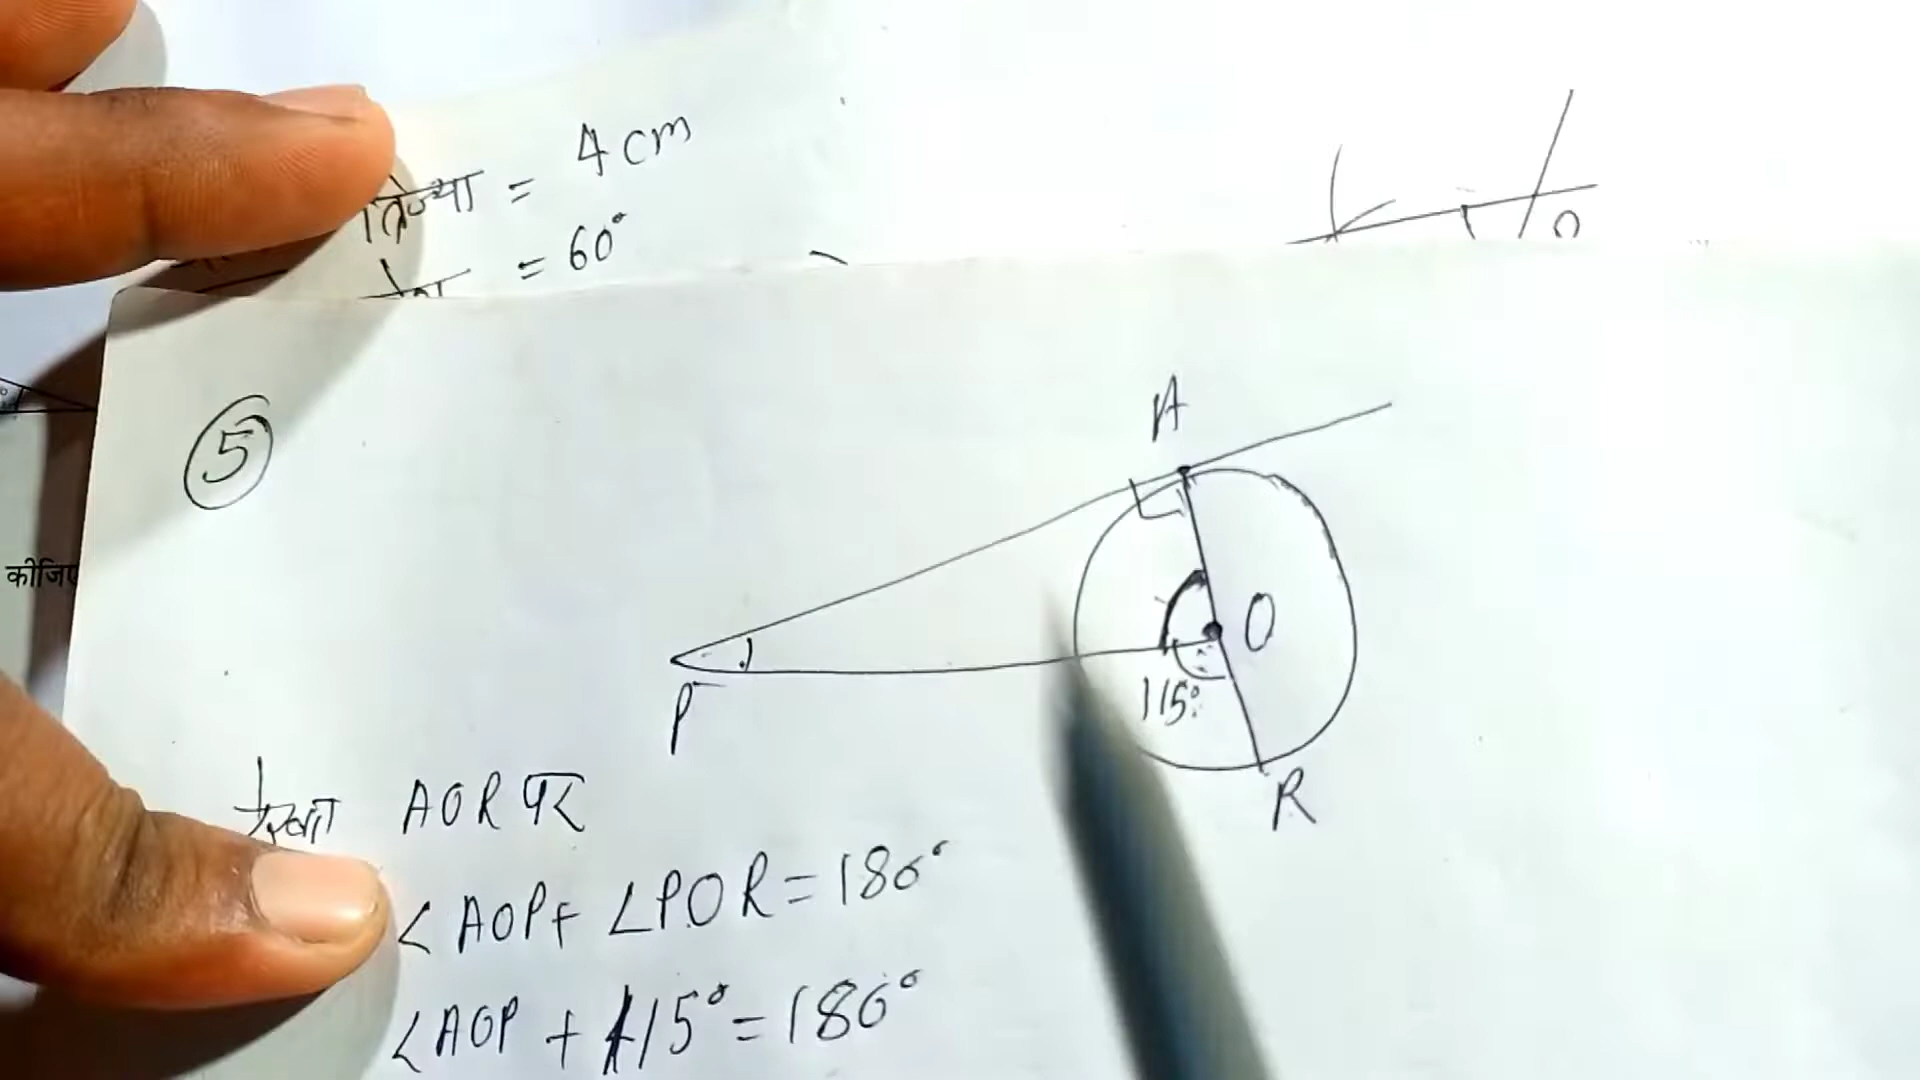 त्रिज्या = 4 cm
= 60°
O
5
A
O
115°
P
R
कीजिए
रेखा AOR पर
∠AOP + ∠POR = 180°
∠AOP + 115° = 180°